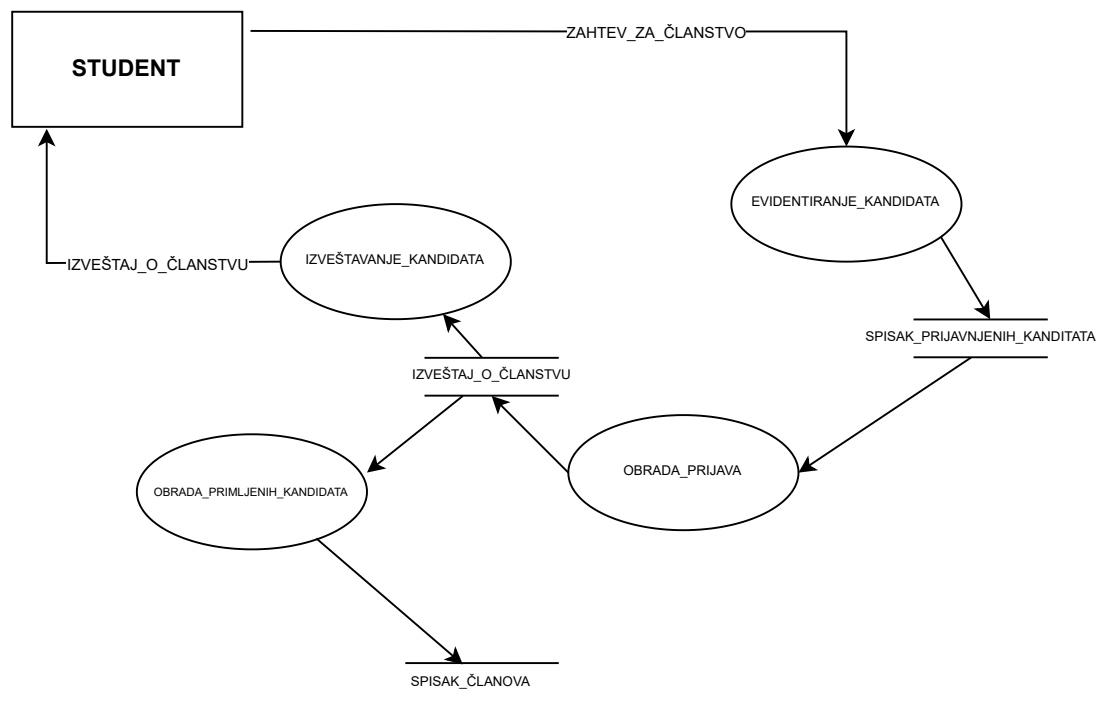 STUDENT
ZAHTEV_ZA_ČLANSTVO
EVIDENTIRANJE_KANDIDATA
IZVEŠTAVANJE_KANDIDATA
IZVEŠTAJ_O_ČLANSTVU
SPISAK_PRIJAVNJENIH_KANDITATA
IZVEŠTAJ_O_ČLANSTVU
OBRADA_PRIJAVA
OBRADA_PRIMLJENIH_KANDIDATA
SPISAK_ČLANOVA